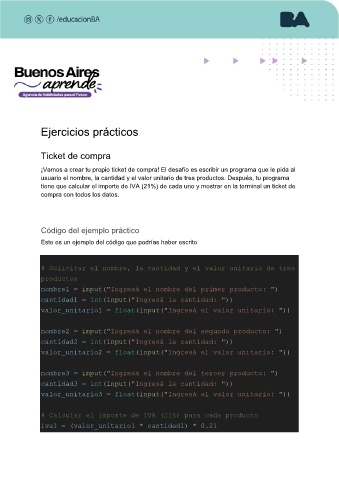 /educacionBA
BA
Buenos Aires
aprende
Agencia de Habilidades para el Futuro
Ejercicios prácticos
Ticket de compra
¡Vamos a crear tu propio ticket de compra! El desafío es escribir un programa que le pida al
usuario el nombre, la cantidad y el valor unitario de tres productos. Después, tu programa
tiene que calcular el importe de IVA (21%) de cada uno y mostrar en la terminal un ticket de
compra con todos los datos.
Código del ejemplo práctico
Este es un ejemplo del código que podrías haber escrito
# Solicitar el nombre, la cantidad y el valor unitario de tres
productos
nombre1 = input("Ingresá el nombre del primer producto: ")
cantidad1 = int(input("Ingresá la cantidad: "))
valor_unitario1 = float(input("Ingresá el valor unitario: "))
nombre2 = input("Ingresá el nombre del segundo producto: ")
cantidad2 = int(input("Ingresá la cantidad: "))
valor_unitario2 = float(input("Ingresá el valor unitario: "))
nombre3 = input("Ingresá el nombre del tercer producto: ")
cantidad3 = int(input("Ingresá la cantidad: "))
valor_unitario3 = float(input("Ingresá el valor unitario: "))
# Calcular el importe de IVA (21%) para cada producto
iva1 = (valor_unitario1 * cantidad1) * 0.21